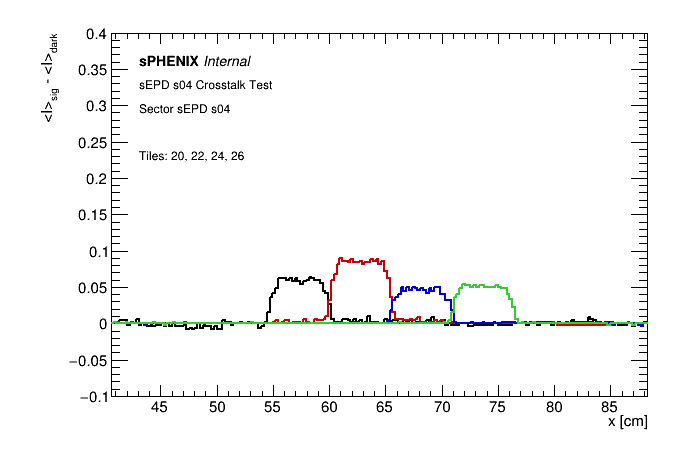 <I>sig - <I>dark
0.4
0.35
0.3
0.25
0.2
0.15
0.1
0.05
0
−0.05
−0.1
sPHENIX Internal
sEPD s04 Crosstalk Test
Sector sEPD s04
Tiles: 20, 22, 24, 26
45 50 55 60 65 70 75 80 85
x [cm]